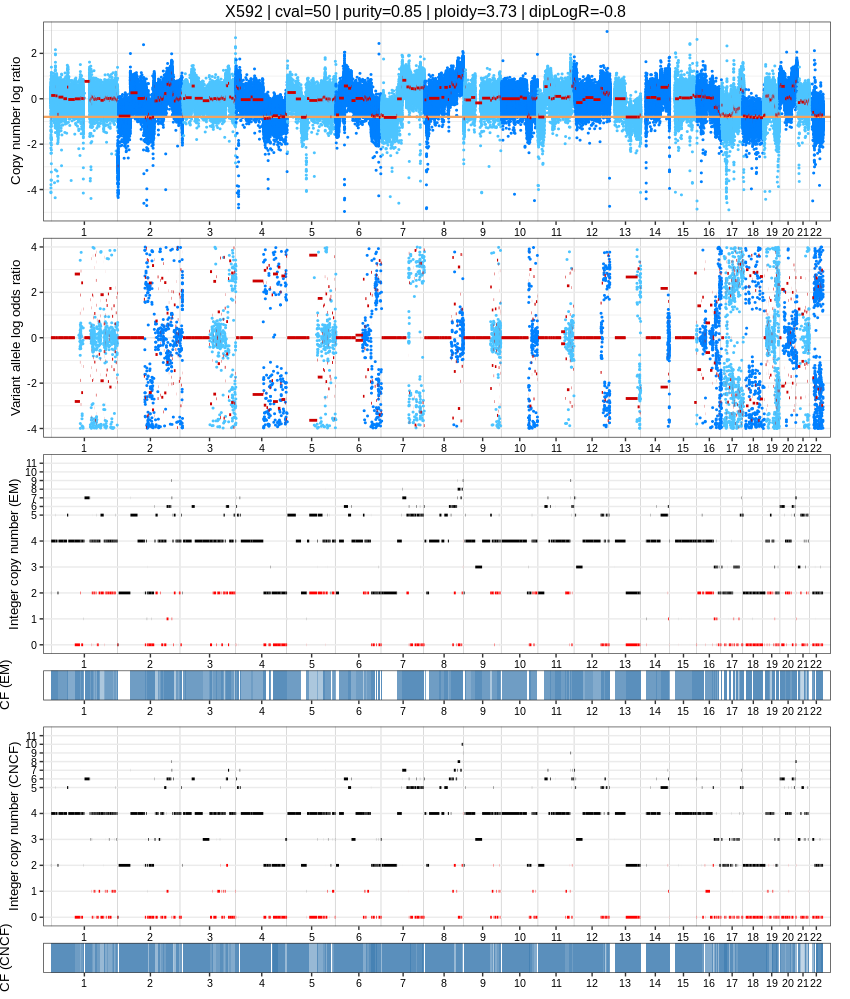 X592 | cval=50 | purity=0.85 | ploidy=3.73 | dipLogR=-0.8
Copy number log ratio
2
0
-2
-4
1 2 3 4 5 6 7 8 9 10 11 12 13 14 15 16 17 18 19 20 21 22
Variant allele log odds ratio
4
2
0
-2
-4
1 2 3 4 5 6 7 8 9 10 11 12 13 14 15 16 17 18 19 20 21 22
Integer copy number (EM)
11
10
9
8
7
6
5
4
3
2
1
0
1 2 3 4 5 6 7 8 9 10 11 12 13 14 15 16 17 18 19 20 21 22
CF (EM)
1 2 3 4 5 6 7 8 9 10 11 12 13 14 15 16 17 18 19 20 21 22
Integer copy number (CNCF)
11
10
9
8
7
6
5
4
3
2
1
0
1 2 3 4 5 6 7 8 9 10 11 12 13 14 15 16 17 18 19 20 21 22
CF (CNCF)
1 2 3 4 5 6 7 8 9 10 11 12 13 14 15 16 17 18 19 20 21 22